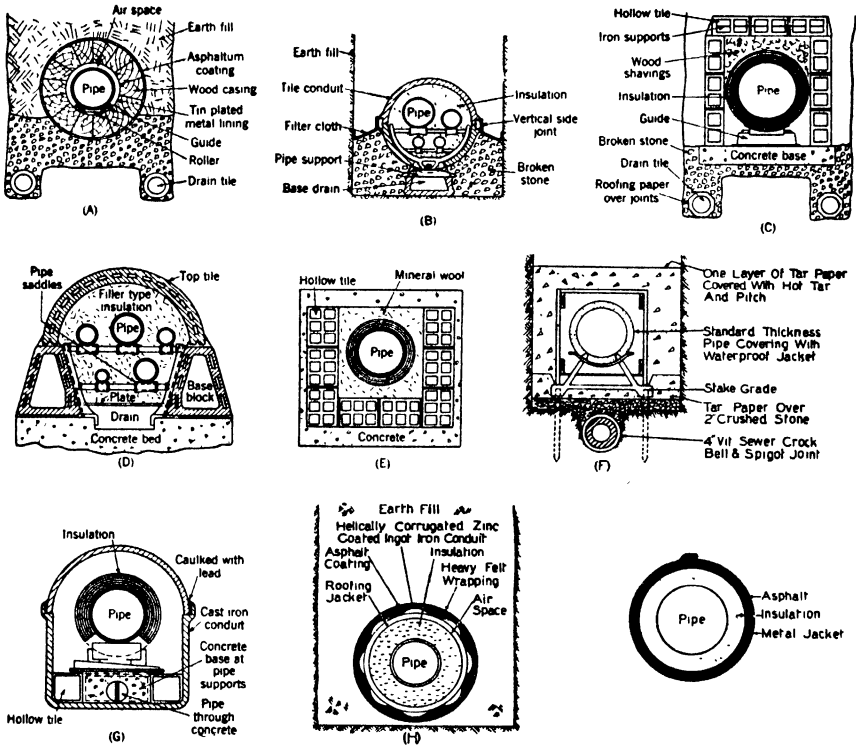 Air space
Earth fill
Asphaltum
coating
Pipe
Wood casing
Tin plated
metal lining
Guide
Roller
Drain tile
(A)
Earth fill
Tile conduit
Insulation
Pipe
Filter cloth
Vertical side
joint
Pipe support
Broken
stone
Base drain
(B)
Hollow tile
Iron supports
Wood
shavings
Pipe
Insulation
Guide
Broken stone
Concrete base
Drain tile
Roofing paper
over joints
(C)
Pipe
saddles
Top tile
Filler type
insulation
Pipe
Base
block
Plate
Drain
Concrete bed
(D)
Hollow tile
Mineral wool
Pipe
Concrete
(E)
One Layer Of Tar Paper
Covered With Hot Tar
And Pitch
Standard Thickness
Pipe Covering With
Waterproof Jacket
Stake Grade
Tar Paper Over
2" Crushed Stone
4" Vit Sewer Crock
Bell & Spigot Joint
(F)
Insulation
Caulked with
lead
Pipe
Cast iron
conduit
Concrete
base at
pipe
supports
Hollow tile
Pipe
through
concrete
(G)
Earth Fill
Helically Corrugated Zinc
Coated Ingot Iron Conduit
Asphalt
Coating
Insulation
Heavy Felt
Wrapping
Roofing
Jacket
Air
Space
Pipe
(H)
Asphalt
Pipe
Insulation
Metal Jacket